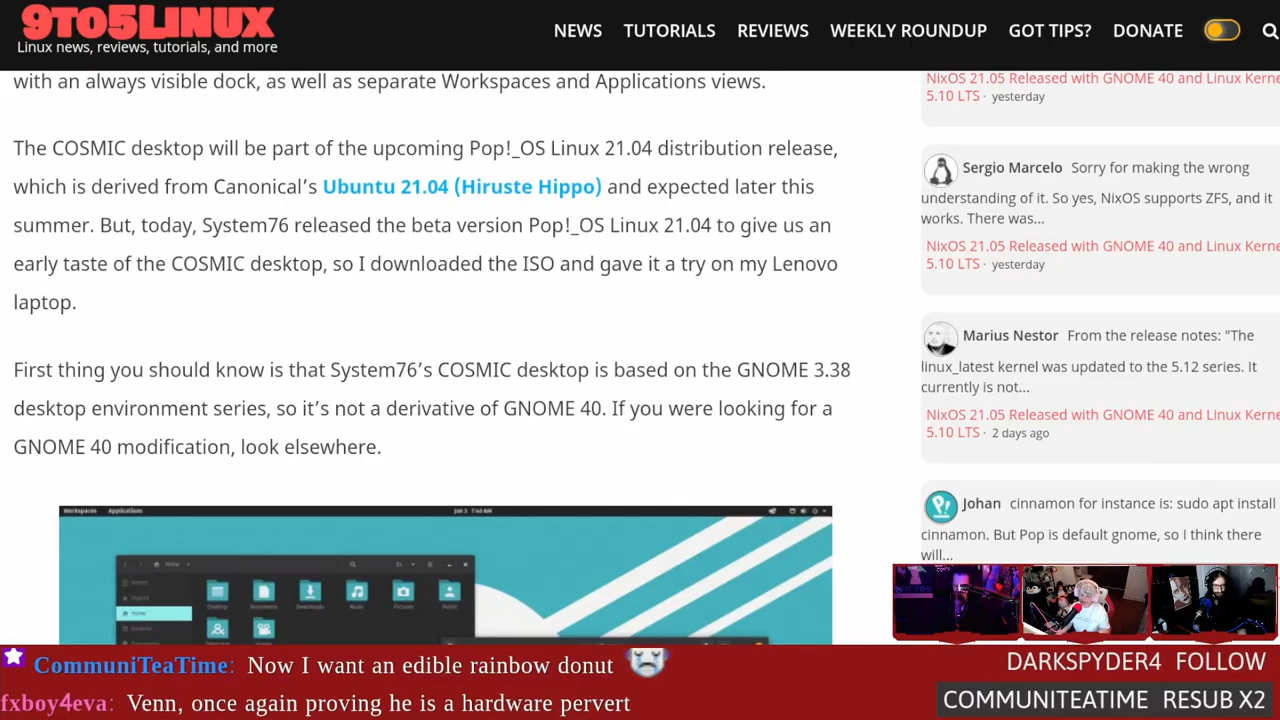 9TO5LINUX
Linux news, reviews, tutorials, and more
NEWS TUTORIALS REVIEWS WEEKLY ROUNDUP GOT TIPS? DONATE
with an always visible dock, as well as separate Workspaces and Applications views.
The COSMIC desktop will be part of the upcoming Pop!_OS Linux 21.04 distribution release,
which is derived from Canonical's Ubuntu 21.04 (Hiruste Hippo) and expected later this
summer. But, today, System76 released the beta version Pop!_OS Linux 21.04 to give us an
early taste of the COSMIC desktop, so I downloaded the ISO and gave it a try on my Lenovo
laptop.
First thing you should know is that System76's COSMIC desktop is based on the GNOME 3.38
desktop environment series, so it's not a derivative of GNOME 40. If you were looking for a
GNOME 40 modification, look elsewhere.
Workspaces Applications
Home
Desktop Documents Downloads Music Pictures Public
Home
NixOS 21.05 Released with GNOME 40 and Linux Kerne
5.10 LTS · yesterday
Sergio Marcelo Sorry for making the wrong
understanding of it. So yes, NixOS supports ZFS, and it
works. There was...
NixOS 21.05 Released with GNOME 40 and Linux Kerne
5.10 LTS · yesterday
Marius Nestor From the release notes: "The
linux_latest kernel was updated to the 5.12 series. It
currently is not...
NixOS 21.05 Released with GNOME 40 and Linux Kerne
5.10 LTS · 2 days ago
Johan cinnamon for instance is: sudo apt install
cinnamon. But Pop is default gnome, so I think there
will...
CommuniTeaTime: Now I want an edible rainbow donut
fxboy4eva: Venn, once again proving he is a hardware pervert
DARKSPYDER4 FOLLOW
COMMUNITEATIME RESUB X2